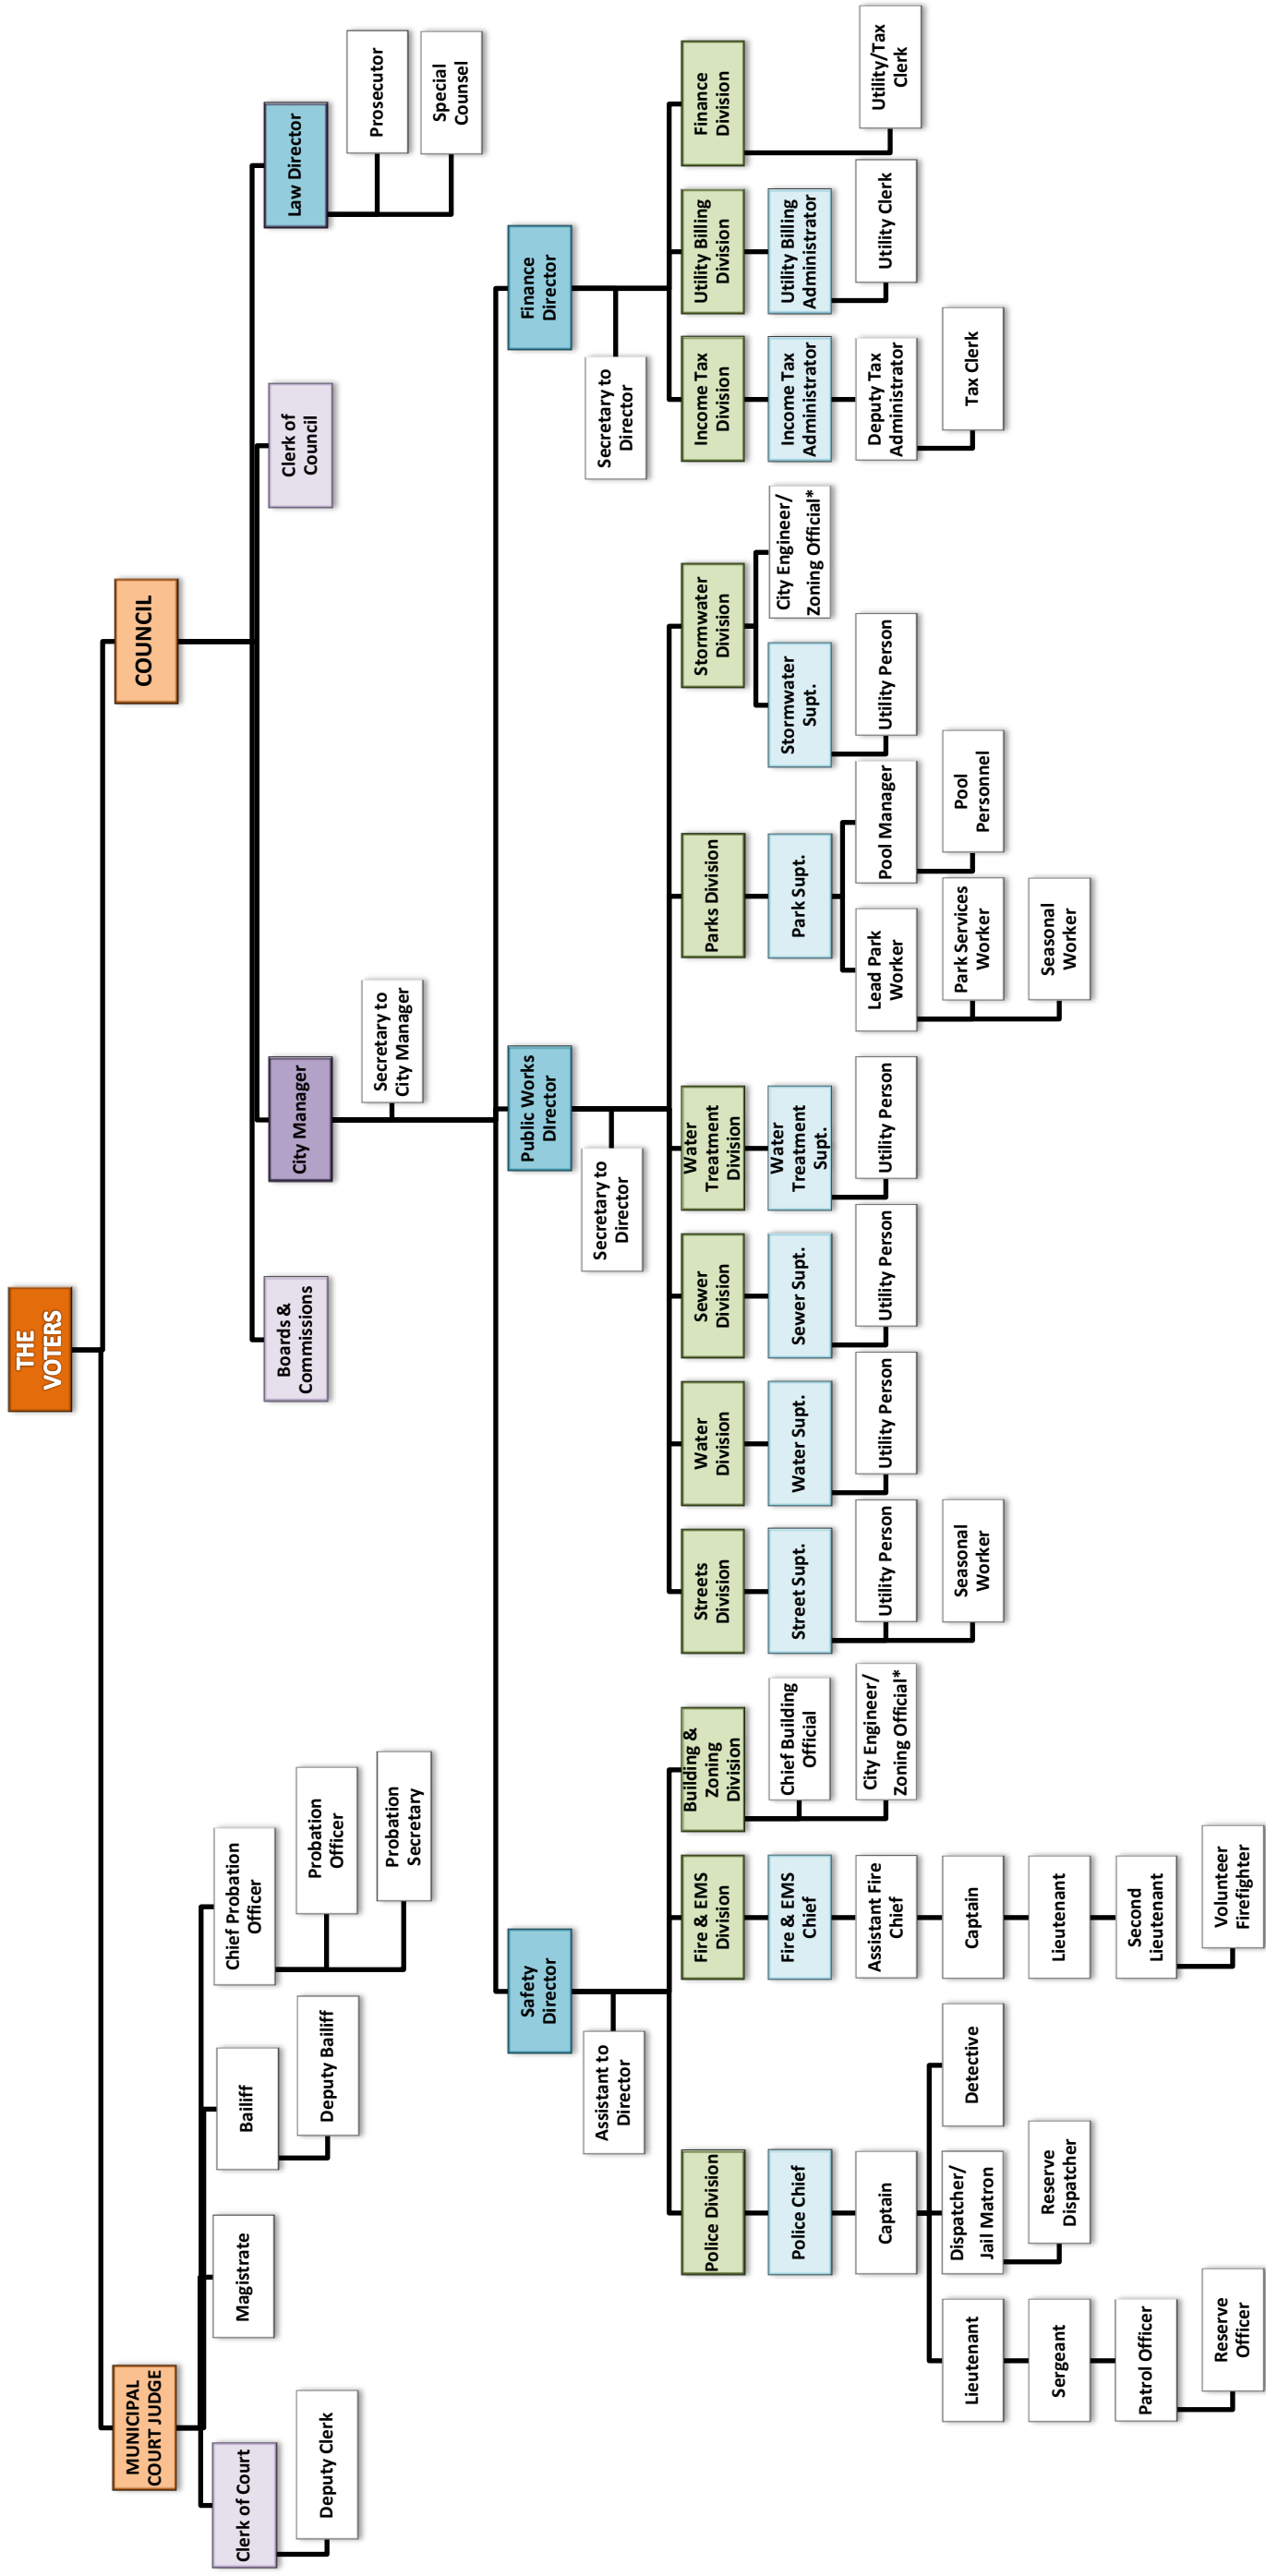 THE
VOTERS
MUNICIPAL
COURT JUDGE
COUNCIL
Clerk of Court
Magistrate
Bailiff
Chief Probation
Officer
Deputy Clerk
Deputy Bailiff
Probation
Officer
Probation
Secretary
Boards &
Commissions
City Manager
Clerk of
Council
Law Director
Secretary to
City Manager
Prosecutor
Special
Counsel
Safety
Director
Public Works
DIrector
Finance
Director
Assistant to
Director
Secretary to
Director
Secretary to
Director
Police Division
Fire & EMS
Division
Building &
Zoning
Division
Streets
Division
Water
Division
Sewer
Division
Water
Treatment
Division
Parks Division
Stormwater
Division
Income Tax
Division
Utility Billing
Division
Finance
Division
Police Chief
Fire & EMS
Chief
Chief Building
Official
Street Supt.
Water Supt.
Sewer Supt.
Water
Treatment
Supt.
Park Supt.
Stormwater
Supt.
City Engineer/
Zoning Official*
Income Tax
Administrator
Utility Billing
Administrator
Captain
Assistant Fire
Chief
City Engineer/
Zoning Official*
Utility Person
Utility Person
Utility Person
Utility Person
Lead Park
Worker
Pool Manager
Utility Person
Deputy Tax
Administrator
Utility Clerk
Utility/Tax
Clerk
Lieutenant
Dispatcher/
Jail Matron
Detective
Captain
Seasonal
Worker
Park Services
Worker
Pool
Personnel
Tax Clerk
Sergeant
Reserve
Dispatcher
Lieutenant
Seasonal
Worker
Patrol Officer
Second
Lieutenant
Reserve
Officer
Volunteer
Firefighter